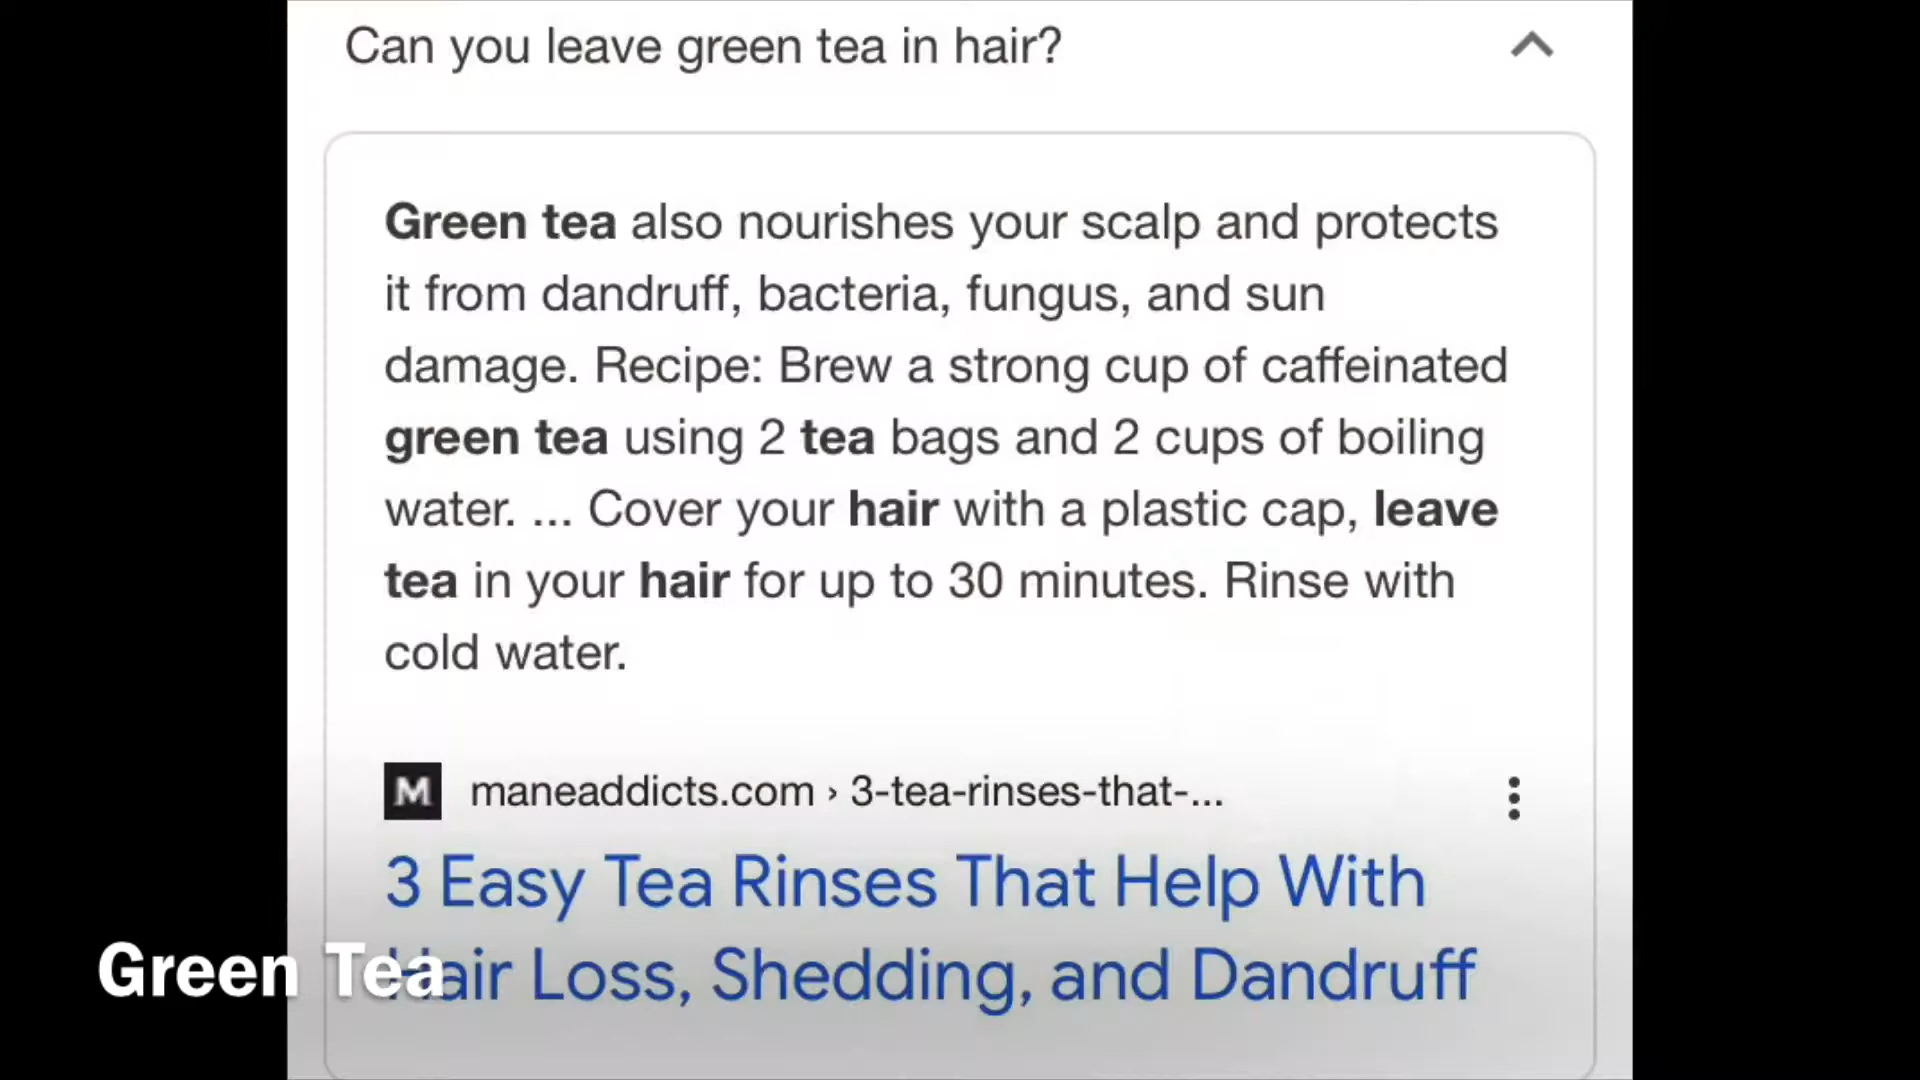 Can you leave green tea in hair?
Green tea also nourishes your scalp and protects
it from dandruff, bacteria, fungus, and sun
damage. Recipe: Brew a strong cup of caffeinated
green tea using 2 tea bags and 2 cups of boiling
water. ... Cover your hair with a plastic cap, leave
tea in your hair for up to 30 minutes. Rinse with
cold water.
M maneaddicts.com › 3-tea-rinses-that-...
3 Easy Tea Rinses That Help With
Hair Loss, Shedding, and Dandruff
Green Tea